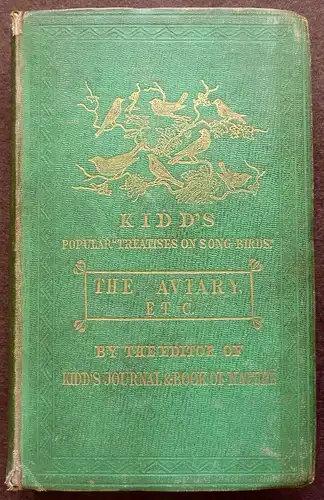 KIDD'S
POPULAR "TREATISES ON SONG-BIRDS."
THE AVIARY,
ETC.
BY THE EDITOR OF
KIDD'S JOURNAL & BOOK OF NATURE